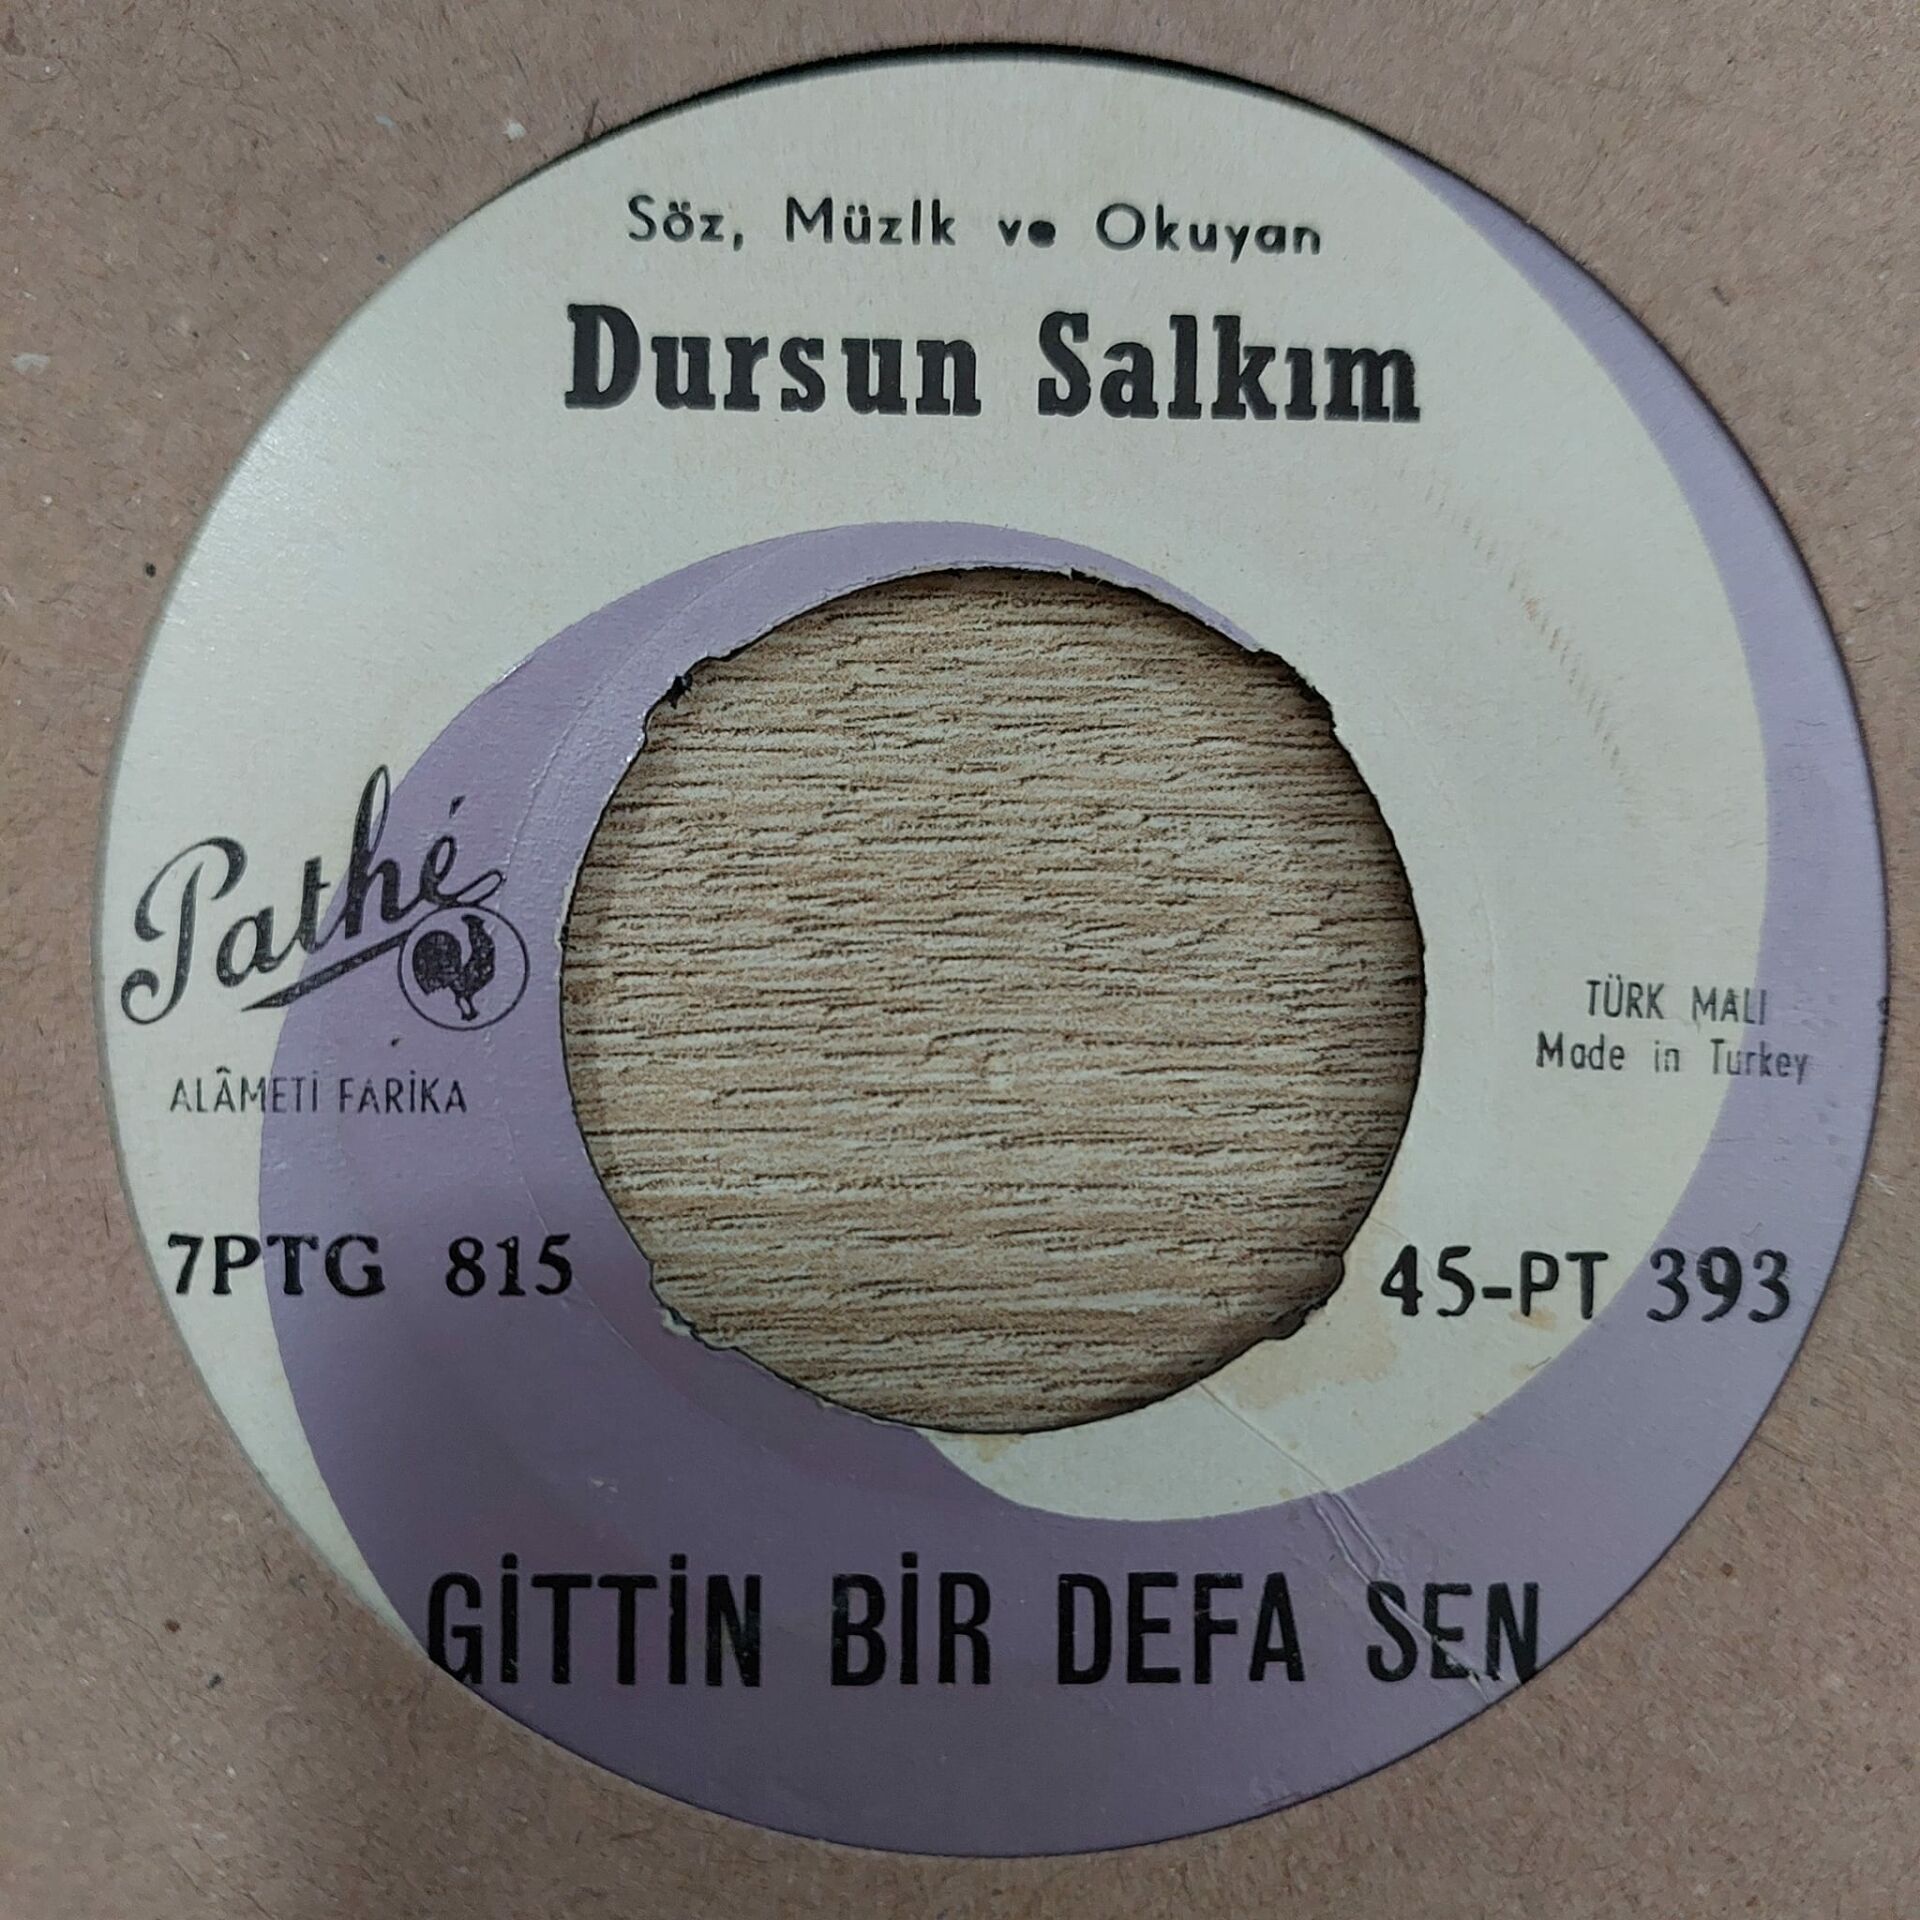 Söz, Müzik ve Okuyan
Dursun Salkım
Pathé
ALÂMETİ FARİKA
TÜRK MALI
Made in Turkey
7PTG 815
45-PT 393
GİTTİN BİR DEFA SEN